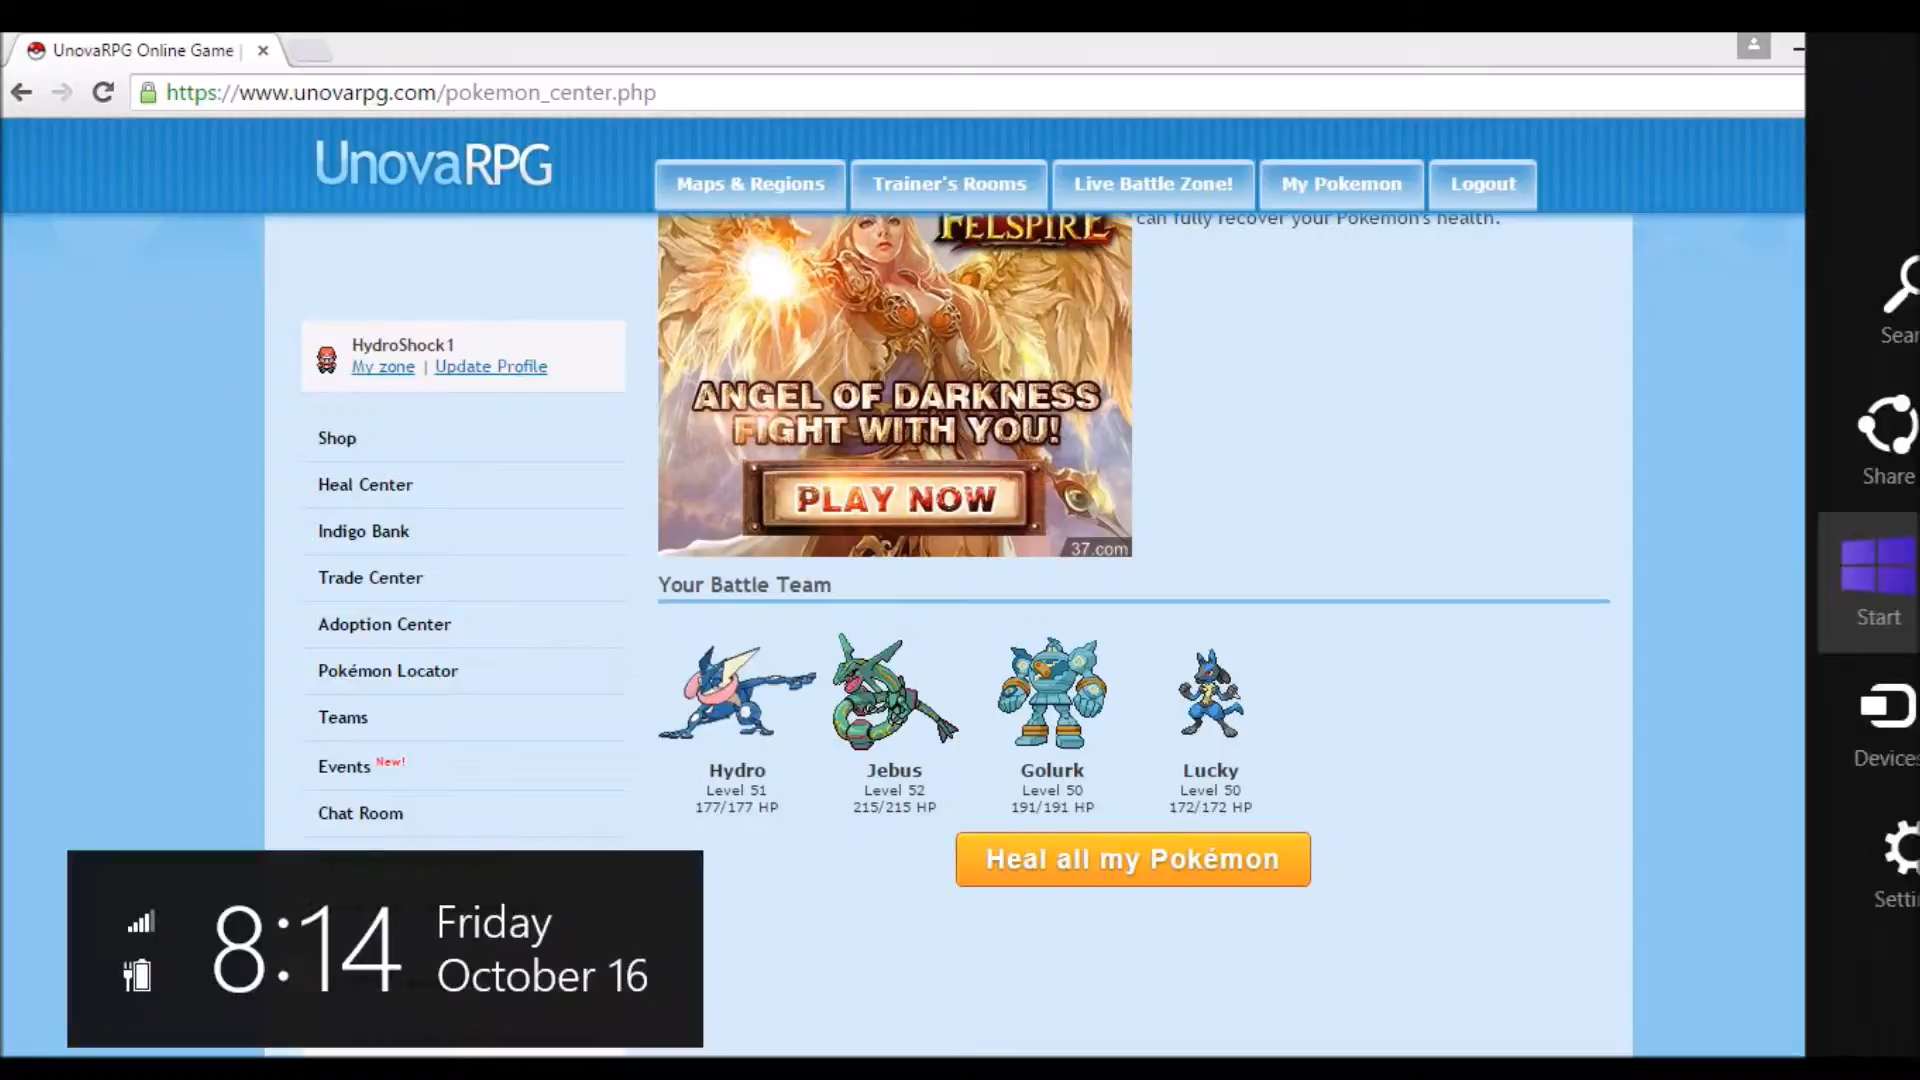 UnovaRPG Online Game
https://www.unovarpg.com/pokemon_center.php
UnovaRPG
Maps & Regions
Trainer's Rooms
Live Battle Zone!
My Pokemon
Logout
FELSPIRE
can fully recover your Pokemon's health.
HydroShock1
My zone | Update Profile
ANGEL OF DARKNESS
FIGHT WITH YOU!
PLAY NOW
37.com
Shop
Heal Center
Indigo Bank
Trade Center
Adoption Center
Pokémon Locator
Teams
Events New!
Chat Room
Your Battle Team
Hydro
Level 51
177/177 HP
Jebus
Level 52
215/215 HP
Golurk
Level 50
191/191 HP
Lucky
Level 50
172/172 HP
Heal all my Pokémon
8:14
Friday
October 16
Sear
Share
Start
Devices
Setti